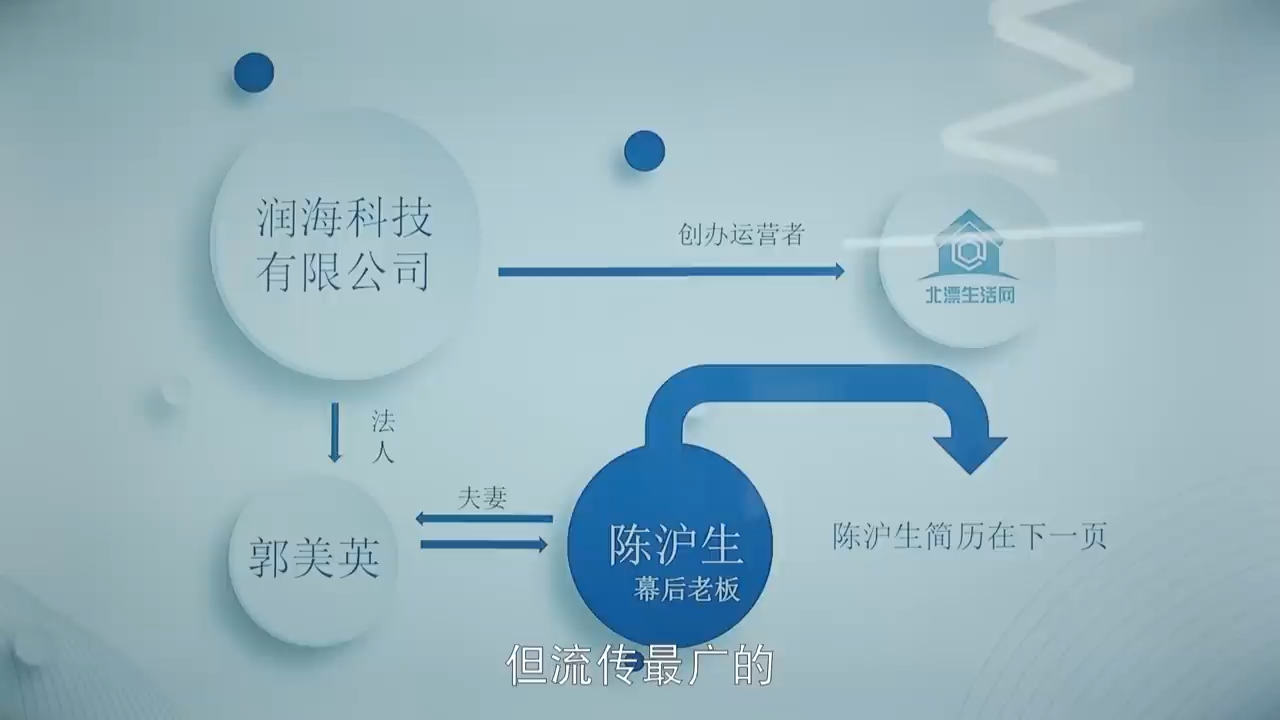 润海科技
有限公司
创办运营者
北漂生活网
法
人
夫妻
郭美英
陈沪生
幕后老板
陈沪生简历在下一页
但流传最广的